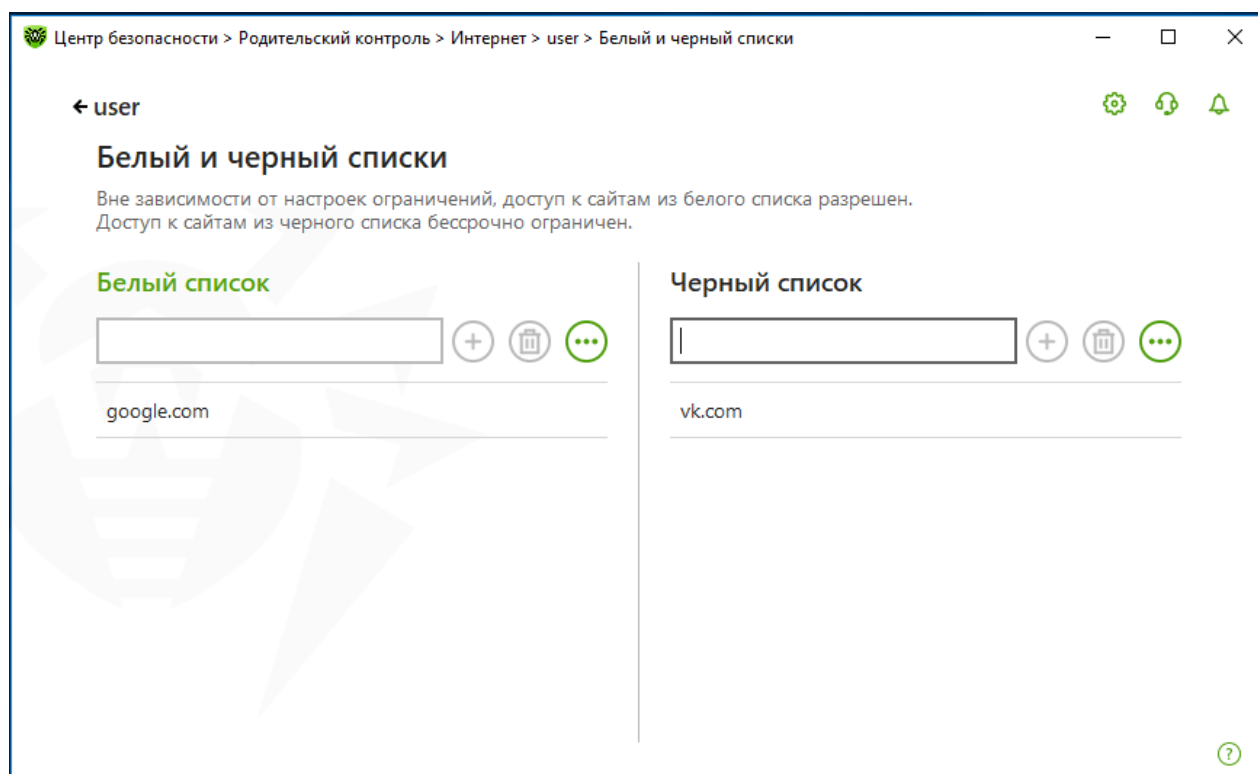 Центр безопасности > Родительский контроль > Интернет > user > Белый и черный списки
user
Белый и черный списки
Вне зависимости от настроек ограничений, доступ к сайтам из белого списка разрешен.
Доступ к сайтам из черного списка бессрочно ограничен.
Белый список
Черный список
google.com
vk.com